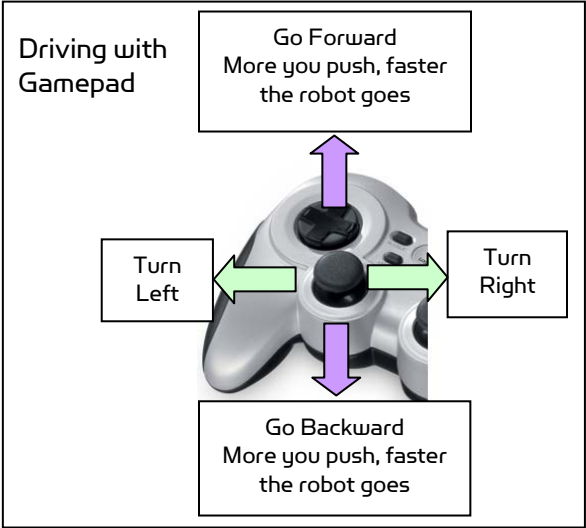 Driving with
Gamepad
Go Forward
More you push, faster
the robot goes
Turn
Left
Turn
Right
Go Backward
More you push, faster
the robot goes